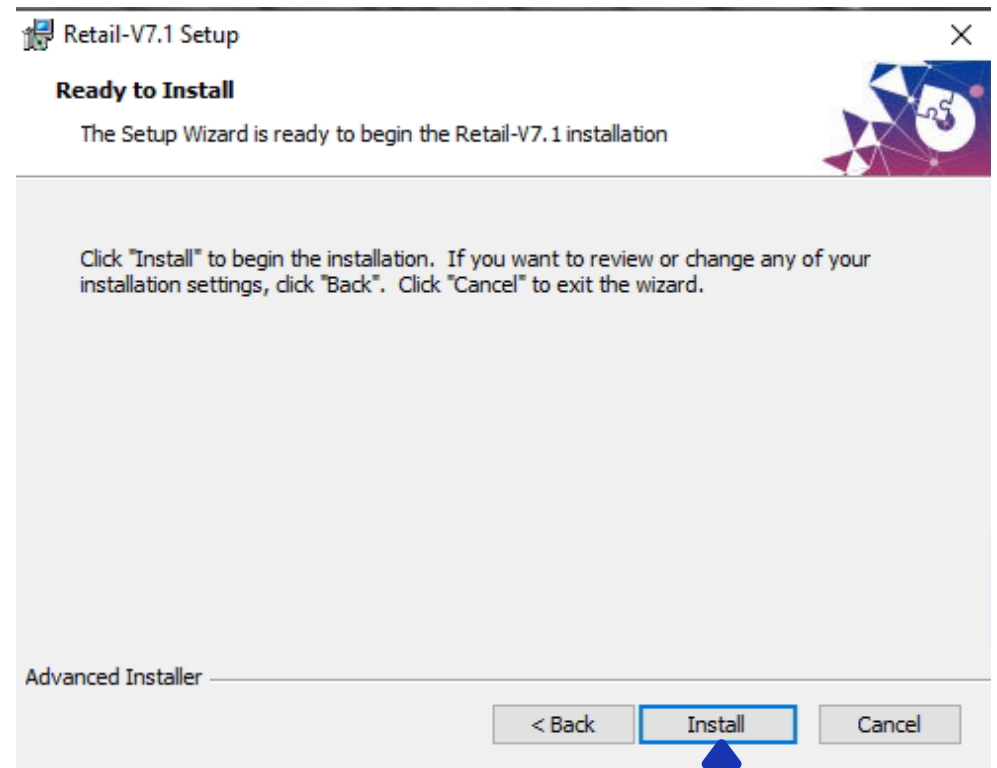 Retail-V7.1 Setup
Ready to Install
The Setup Wizard is ready to begin the Retail-V7.1 installation
Click "Install" to begin the installation. If you want to review or change any of your
installation settings, click "Back". Click "Cancel" to exit the wizard.
Advanced Installer
< Back Install Cancel